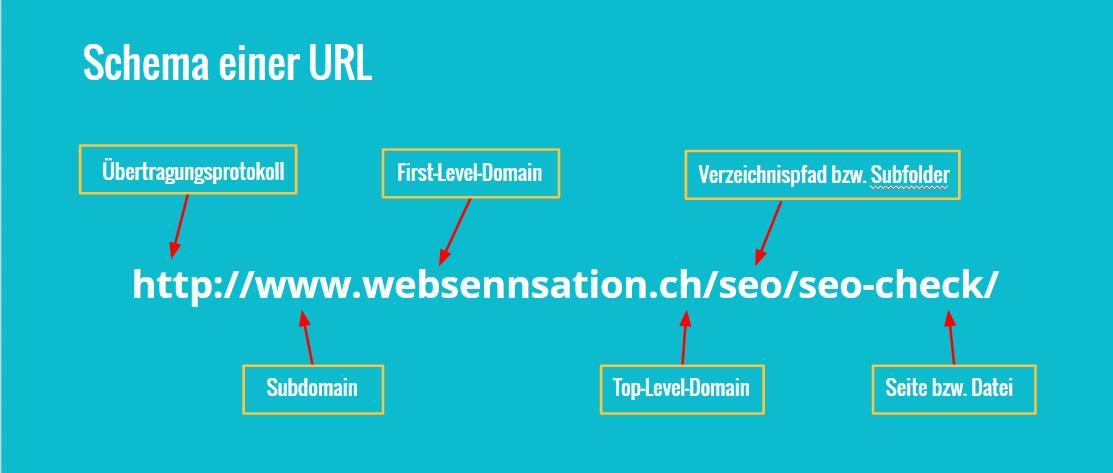 Schema einer URL
Übertragungsprotokoll
First-Level-Domain
Verzeichnispfad bzw. Subfolder
http://www.websennsation.ch/seo/seo-check/
Subdomain
Top-Level-Domain
Seite bzw. Datei